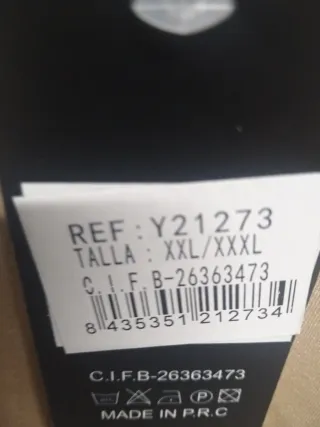 REF : Y21273
TALLA : XXL/XXXL
C.I.F.B-26363473
8 435351 212734
C.I.F.B-26363473
MADE IN P.R.C